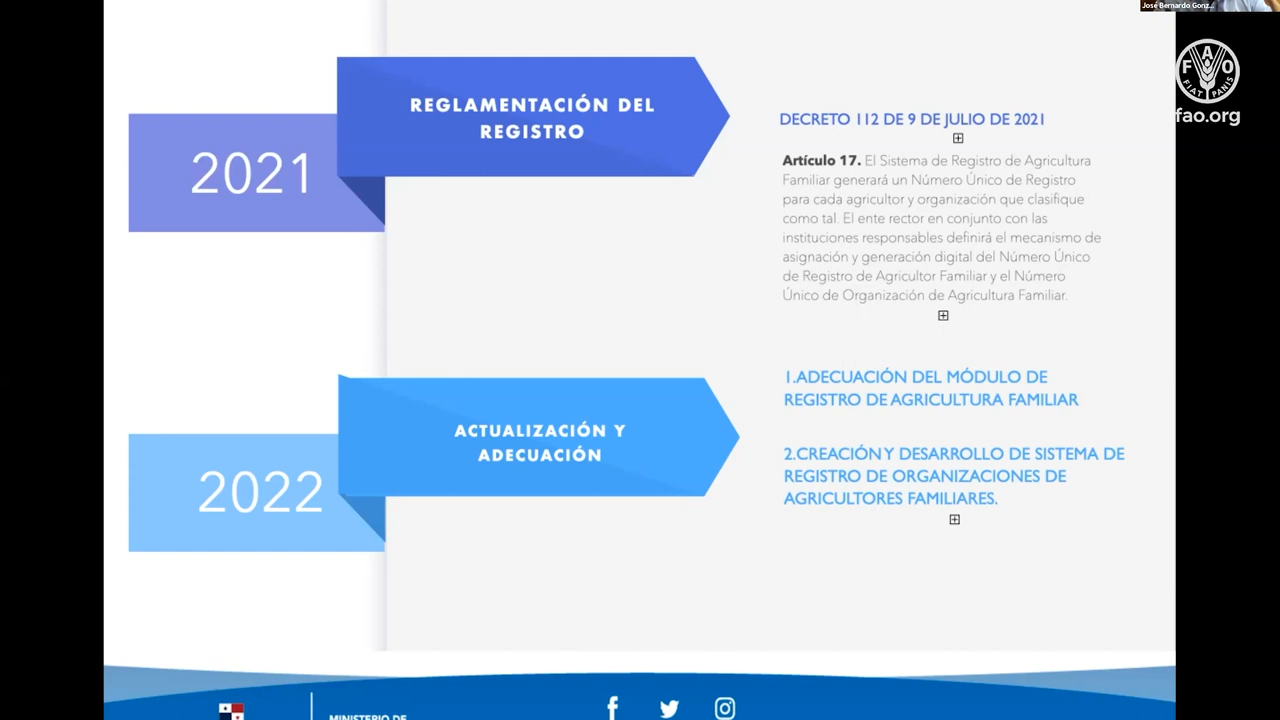 José Bernardo Gonz...
FAO
FIAT PANIS
fao.org
2021
REGLAMENTACIÓN DEL
REGISTRO
DECRETO 112 DE 9 DE JULIO DE 2021
Artículo 17. El Sistema de Registro de Agricultura
Familiar generará un Número Único de Registro
para cada agricultor y organización que clasifique
como tal. El ente rector en conjunto con las
instituciones responsables definirá el mecanismo de
asignación y generación digital del Número Único
de Registro de Agricultor Familiar y el Número
Único de Organización de Agricultura Familiar.
2022
ACTUALIZACIÓN Y
ADECUACIÓN
1.ADECUACIÓN DEL MÓDULO DE
REGISTRO DE AGRICULTURA FAMILIAR
2.CREACIÓN Y DESARROLLO DE SISTEMA DE
REGISTRO DE ORGANIZACIONES DE
AGRICULTORES FAMILIARES.
MINISTERIO DE